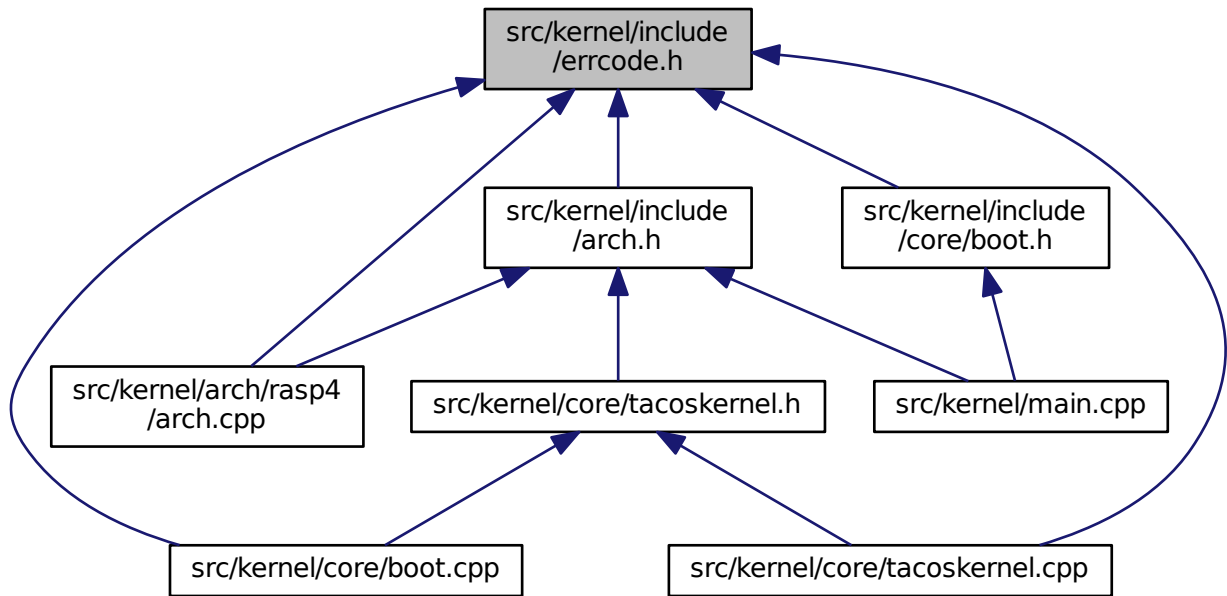 src/kernel/include
/errcode.h
src/kernel/include
/arch.h
src/kernel/include
/core/boot.h
src/kernel/arch/rasp4
/arch.cpp
src/kernel/core/tacoskernel.h
src/kernel/main.cpp
src/kernel/core/boot.cpp
src/kernel/core/tacoskernel.cpp